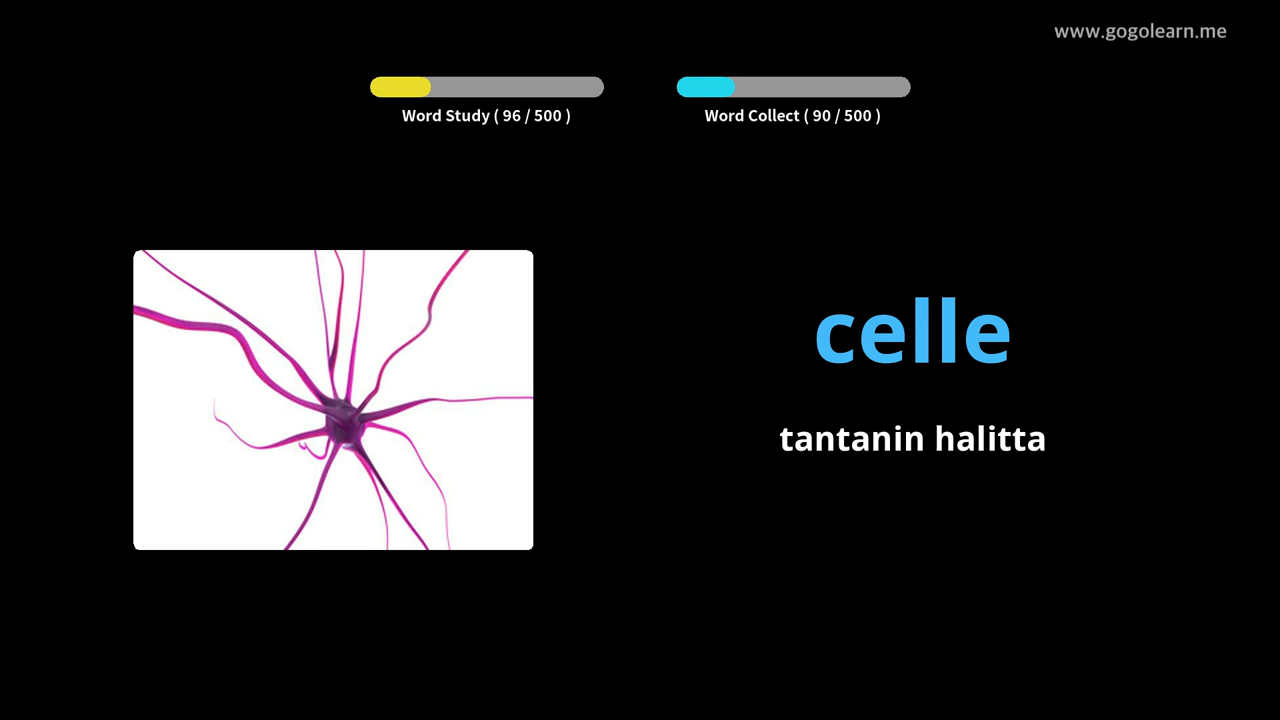 www.gogolearn.me
Word Study ( 96 / 500 )
Word Collect ( 90 / 500 )
celle
tantanin halitta